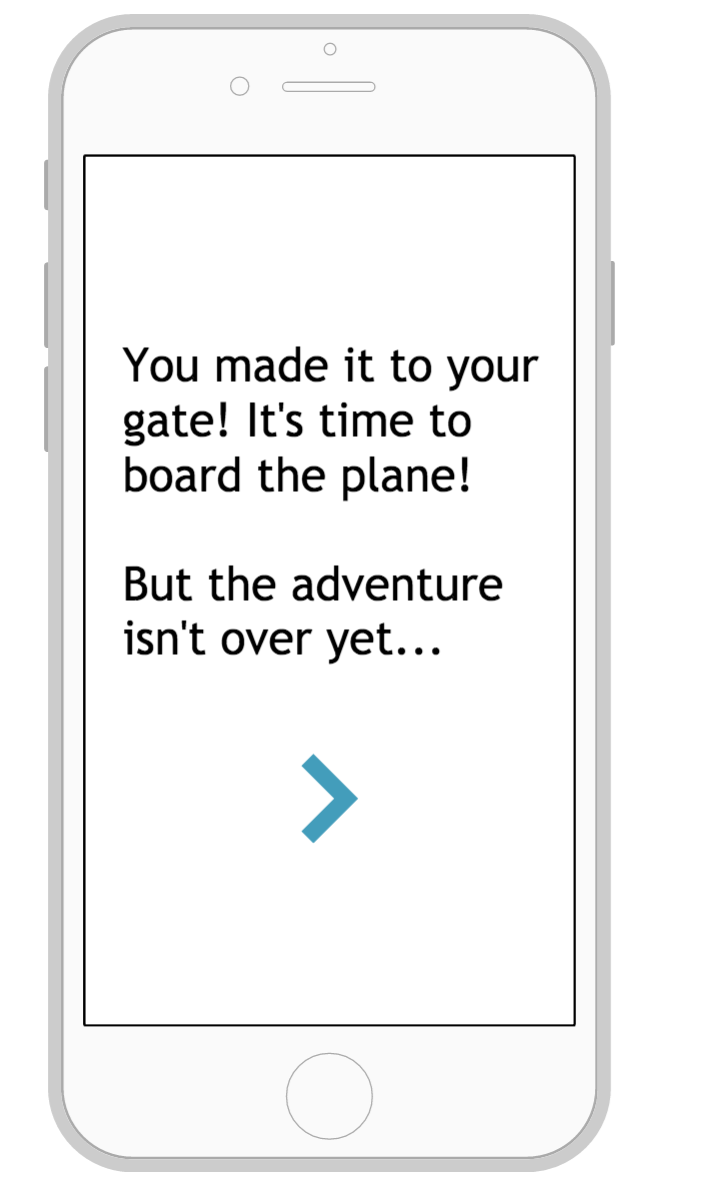 You made it to your
gate! It's time to
board the plane!
But the adventure
isn't over yet...